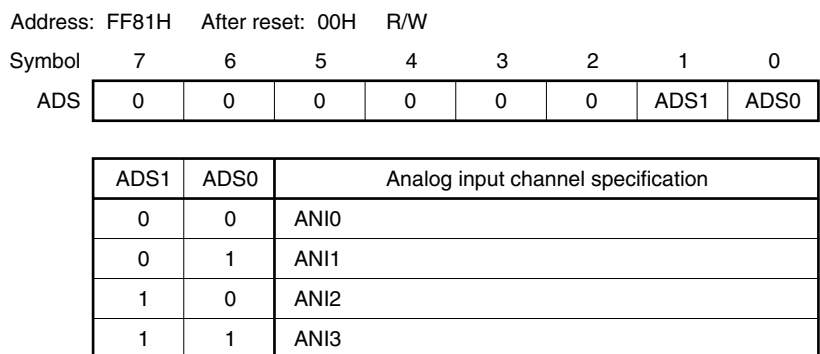 Address: FF81H After reset: 00H R/W
Symbol 7 6 5 4 3 2 1 0
ADS 0 0 0 0 0 0 ADS1 ADS0
ADS1 ADS0 Analog input channel specification
0 0 ANI0
0 1 ANI1
1 0 ANI2
1 1 ANI3